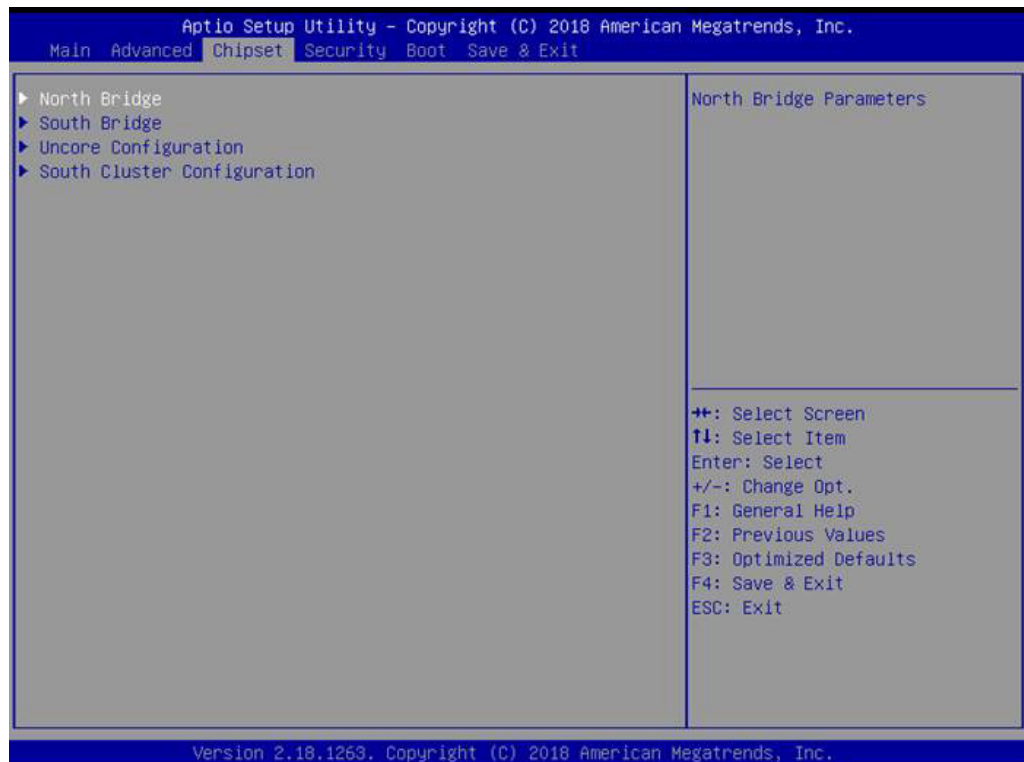 Aptio Setup Utility – Copyright (C) 2018 American Megatrends, Inc.
Main Advanced Chipset Security Boot Save & Exit
► North Bridge
► South Bridge
► Uncore Configuration
► South Cluster Configuration
North Bridge Parameters
→←: Select Screen
↑↓: Select Item
Enter: Select
+/-: Change Opt.
F1: General Help
F2: Previous Values
F3: Optimized Defaults
F4: Save & Exit
ESC: Exit
Version 2.18.1263. Copyright (C) 2018 American Megatrends, Inc.